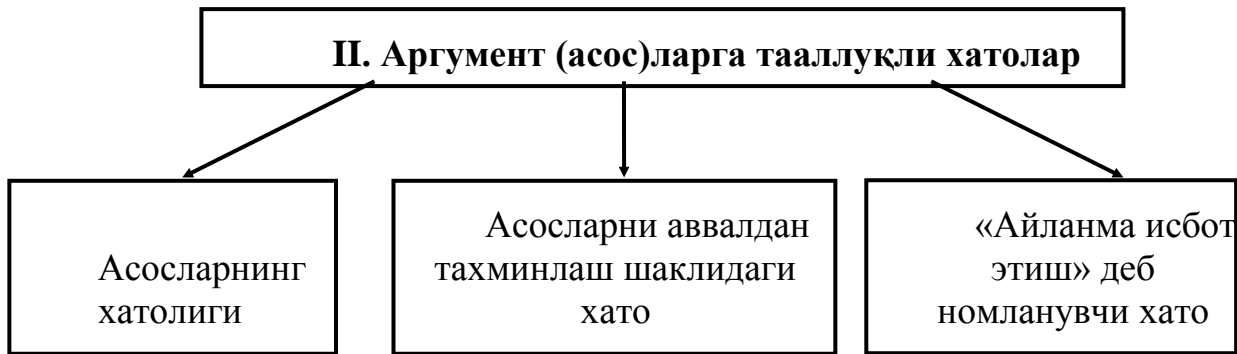 II. Аргумент (асос)ларга тааллуқли хатолар
Асосларнинг
хатолиги
Асосларни аввалдан
тахминлаш шаклидаги
хато
«Айланма исбот
этиш» деб
номланувчи хато